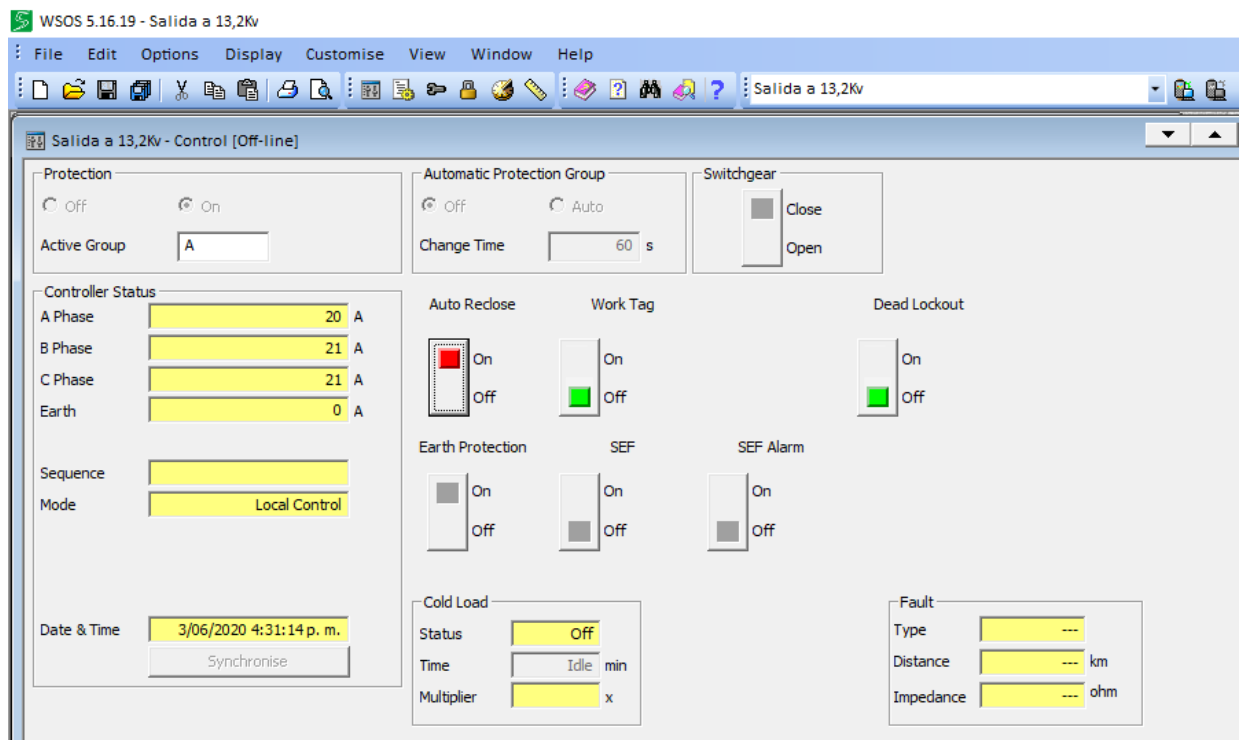 WSOS 5.16.19 - Salida a 13,2Kv
File Edit Options Display Customise View Window Help
Salida a 13,2Kv
Salida a 13,2Kv - Control [Off-line]
Protection
Off On
Active Group A
Automatic Protection Group
Off Auto
Change Time 60 s
Switchgear
Close
Open
Controller Status
A Phase 20 A
B Phase 21 A
C Phase 21 A
Earth 0 A
Sequence
Mode Local Control
Date & Time 3/06/2020 4:31:14 p. m.
Synchronise
Auto Reclose
On
Off
Work Tag
On
Off
Dead Lockout
On
Off
Earth Protection
On
Off
SEF
On
Off
SEF Alarm
On
Off
Cold Load
Status Off
Time Idle min
Multiplier x
Fault
Type ---
Distance --- km
Impedance --- ohm